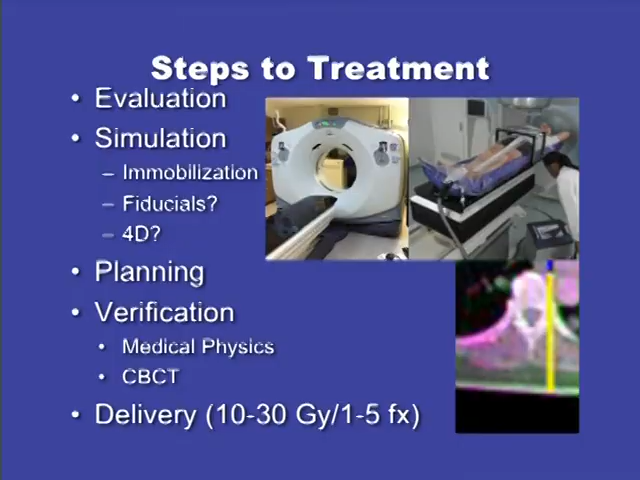 Steps to Treatment
• Evaluation
• Simulation
– Immobilization
– Fiducials?
– 4D?
• Planning
• Verification
• Medical Physics
• CBCT
• Delivery (10-30 Gy/1-5 fx)